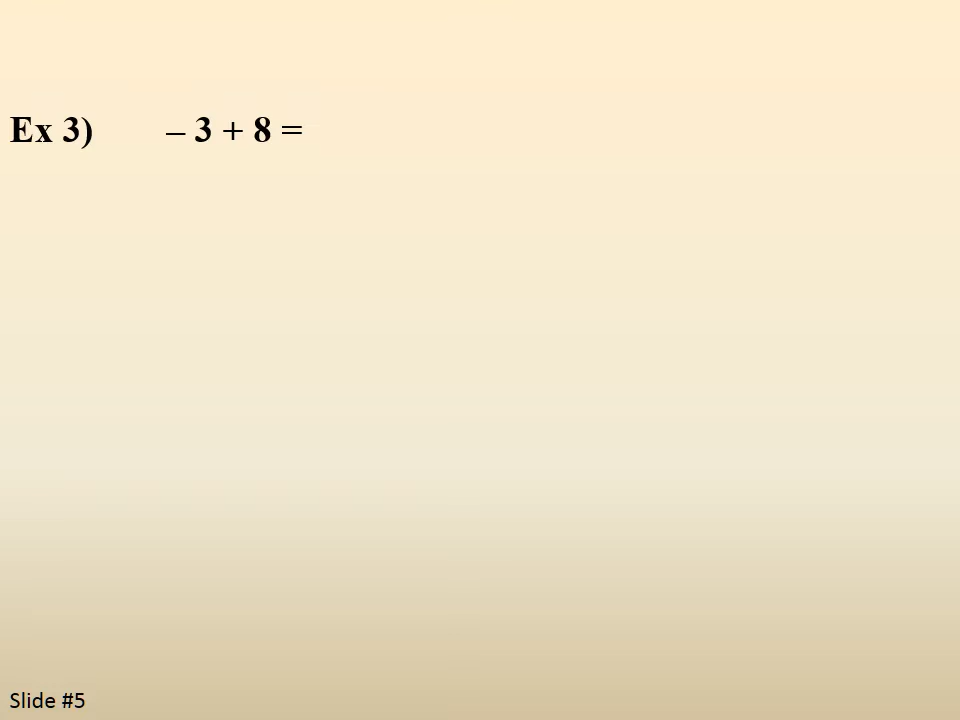 Ex 3) – 3 + 8 =
Slide #5